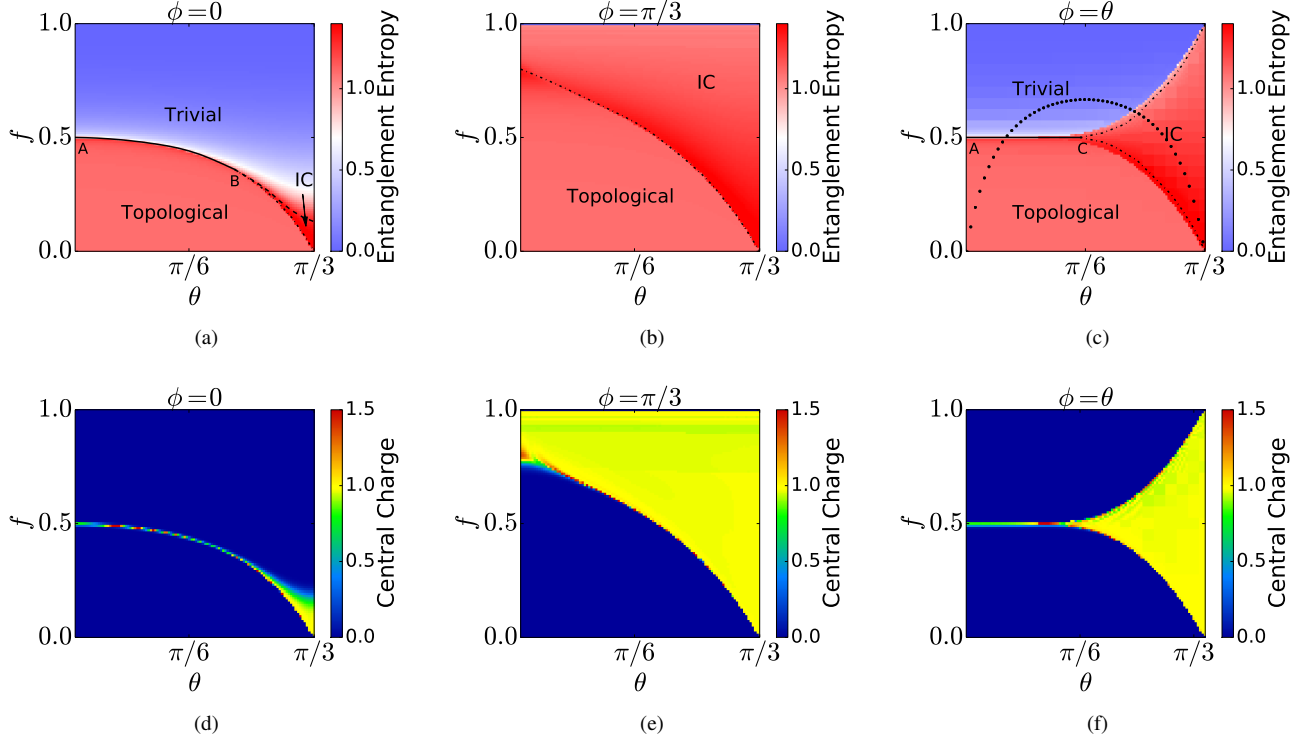 ϕ=0
1.0
0.5
0.0
f
Trivial
A
B
IC
Topological
π/6
π/3
θ
1.0
0.5
0.0
Entanglement Entropy
(a)
ϕ=π/3
1.0
0.5
0.0
f
IC
Topological
π/6
π/3
θ
1.0
0.5
0.0
Entanglement Entropy
(b)
ϕ=θ
1.0
0.5
0.0
f
Trivial
A
C
IC
Topological
π/6
π/3
θ
1.0
0.5
0.0
Entanglement Entropy
(c)
ϕ=0
1.0
0.5
0.0
f
π/6
π/3
θ
1.5
1.0
0.5
0.0
Central Charge
(d)
ϕ=π/3
1.0
0.5
0.0
f
π/6
π/3
θ
1.5
1.0
0.5
0.0
Central Charge
(e)
ϕ=θ
1.0
0.5
0.0
f
π/6
π/3
θ
1.5
1.0
0.5
0.0
Central Charge
(f)